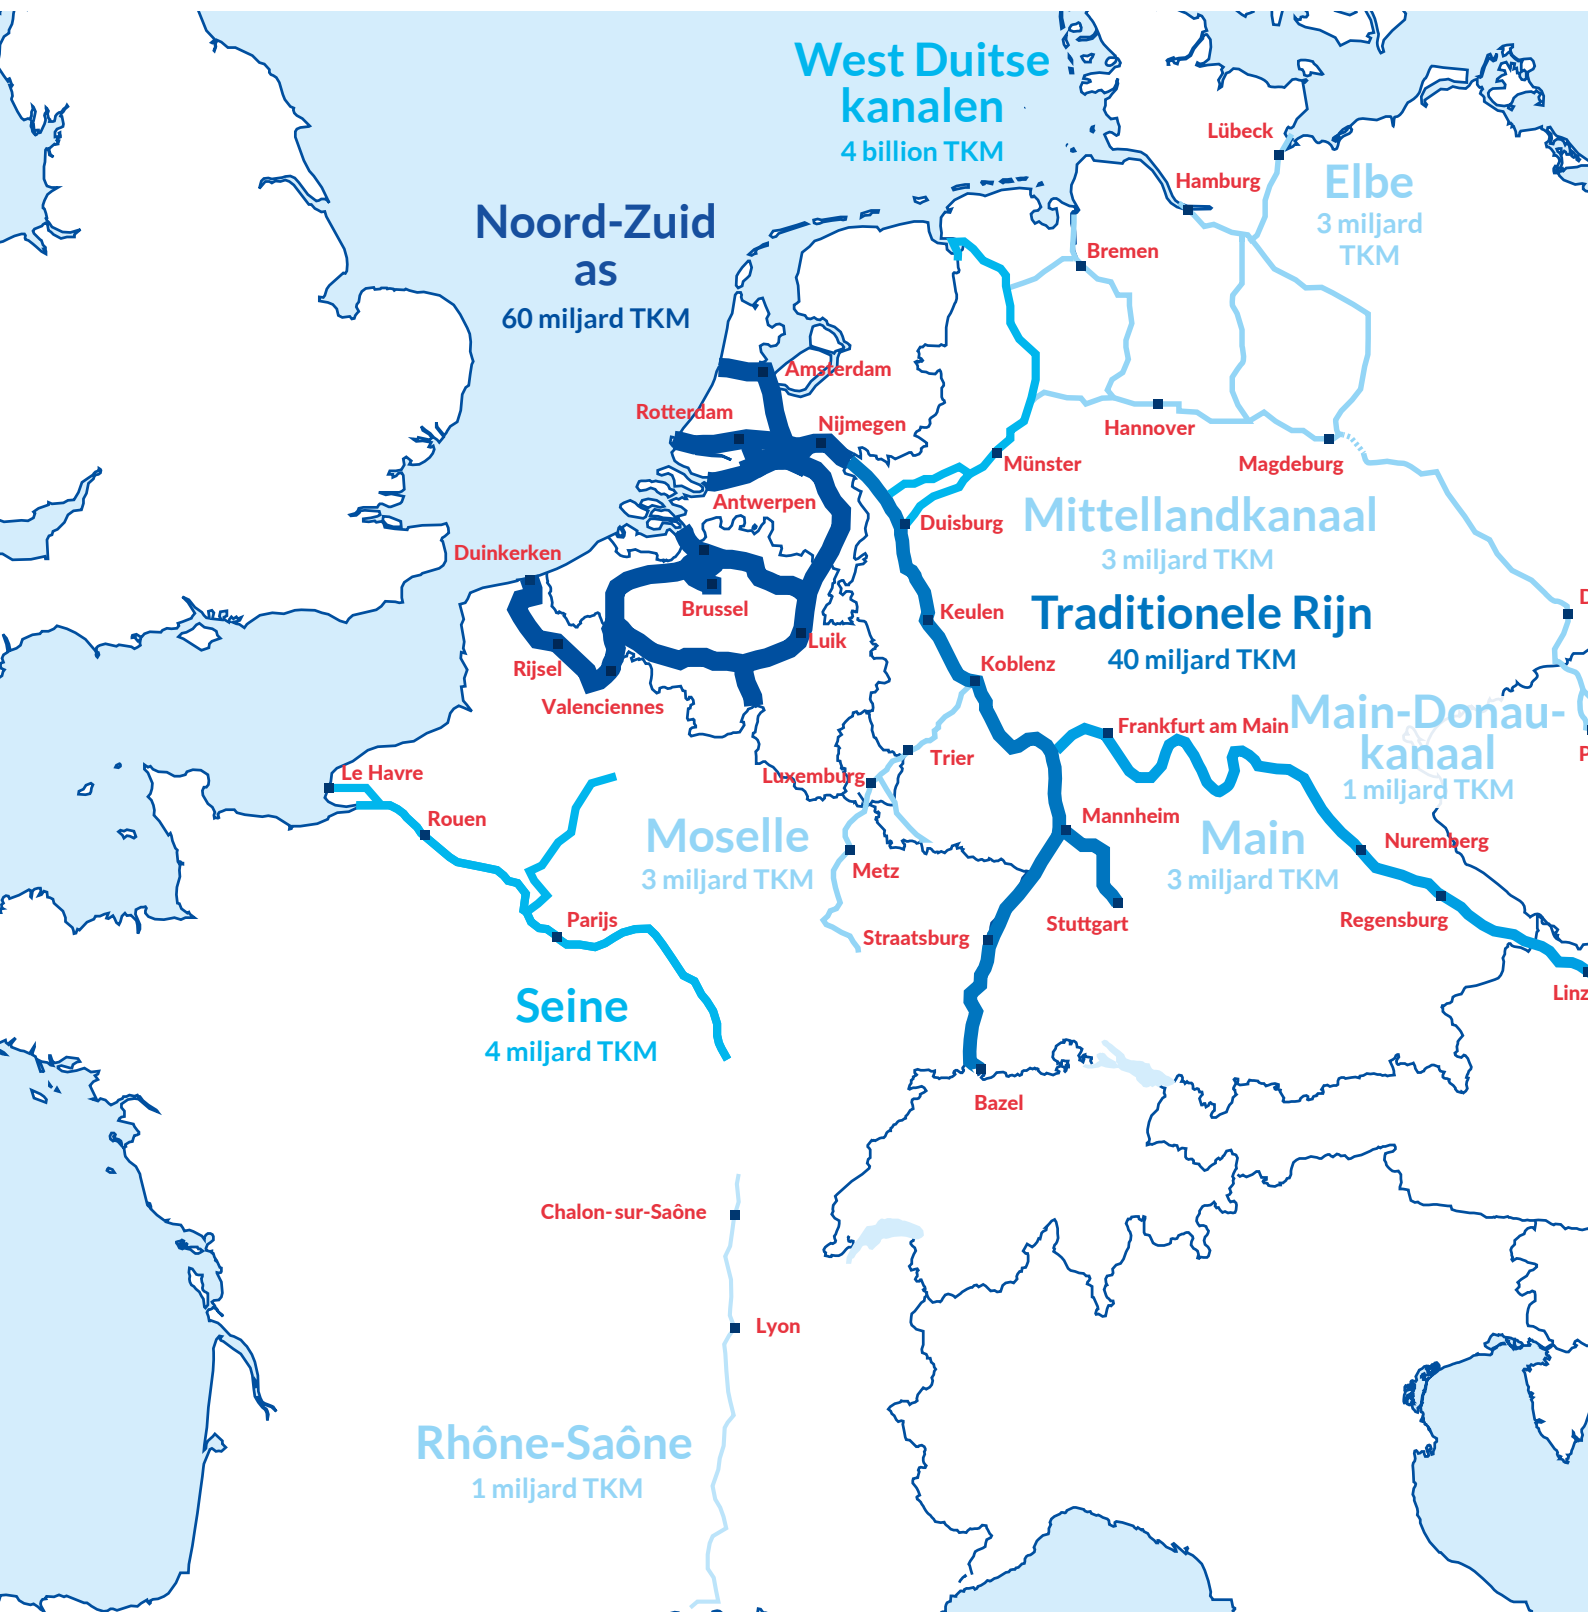 West Duitse
kanalen
4 billion TKM
Lübeck
Hamburg
Elbe
3 miljard
TKM
Noord-Zuid
as
60 miljard TKM
Bremen
Amsterdam
Rotterdam
Nijmegen
Hannover
Münster
Magdeburg
Antwerpen
Duisburg
Mittellandkanaal
3 miljard TKM
Duinkerken
Brussel
Keulen
Traditionele Rijn
40 miljard TKM
D
Luik
Rijsel
Koblenz
Valenciennes
Frankfurt am Main
Main-Donau-
kanaal
1 miljard TKM
P
Trier
Le Havre
Luxemburg
Rouen
Mannheim
Moselle
3 miljard TKM
Main
3 miljard TKM
Nuremberg
Metz
Parijs
Straatsburg
Stuttgart
Regensburg
Linz
Seine
4 miljard TKM
Bazel
Chalon-sur-Saône
Lyon
Rhône-Saône
1 miljard TKM